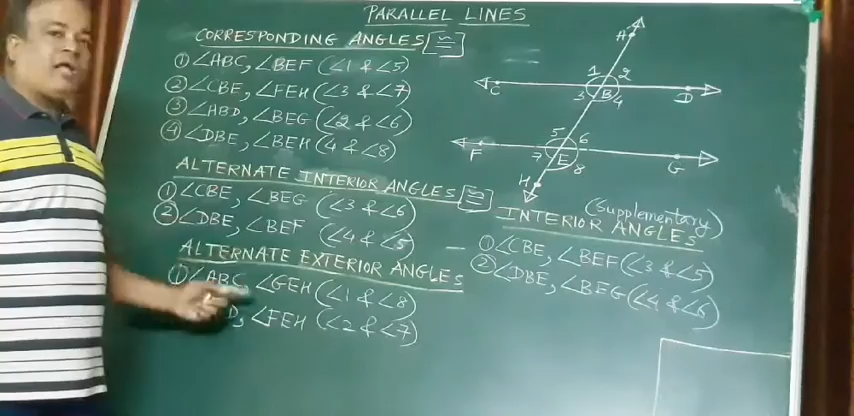 PARALLEL LINES
CORRESPONDING ANGLES [≅]
① ∠ABC, ∠BEF (∠1 & ∠5)
② ∠CBE, ∠FEH (∠3 & ∠7)
③ ∠ABD, ∠BEG (∠2 & ∠6)
④ ∠DBE, ∠BEH (4 & ∠8)
ALTERNATE INTERIOR ANGLES [≅]
① ∠CBE, ∠BEG (∠3 & ∠6)
② ∠DBE, ∠BEF (∠4 & ∠5)
ALTERNATE EXTERIOR ANGLES
① ∠ABC, ∠GEH (∠1 & ∠8)
D, ∠FEH (∠2 & ∠7)
A
1 2
C D
3 B 4
5 6
F G
7 E 8
H
(Supplementary)
INTERIOR ANGLES
① ∠CBE, ∠BEF (∠3 & ∠5)
② ∠DBE, ∠BEG (∠4 & ∠6)